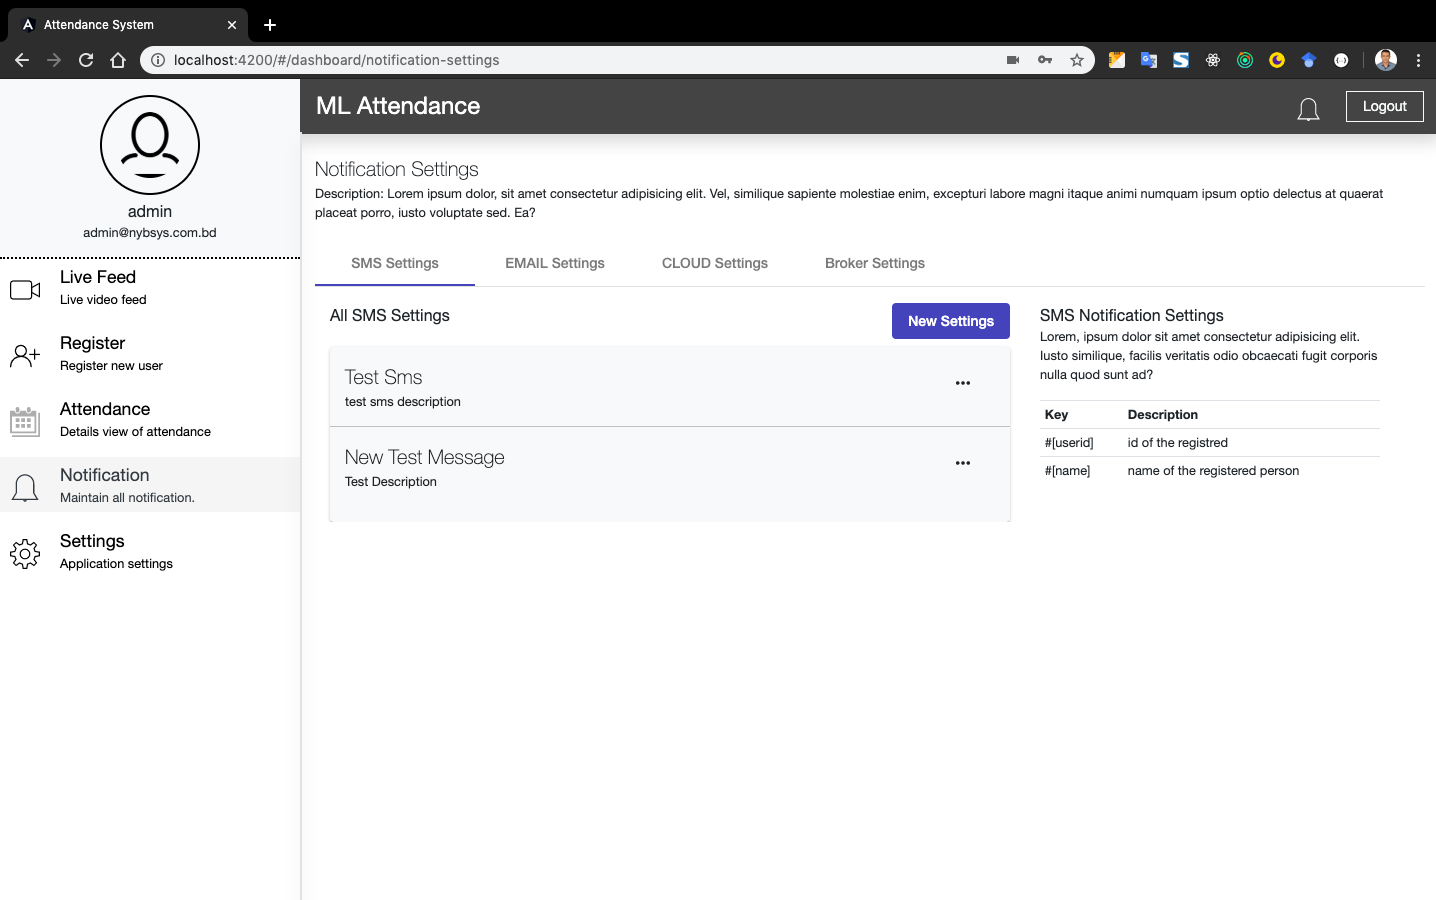 Attendance System
localhost:4200/#/dashboard/notification-settings
admin
admin@nybsys.com.bd
Live Feed
Live video feed
Register
Register new user
Attendance
Details view of attendance
Notification
Maintain all notification.
Settings
Application settings
ML Attendance
Logout
Notification Settings
Description: Lorem ipsum dolor, sit amet consectetur adipisicing elit. Vel, similique sapiente molestiae enim, excepturi labore magni itaque animi numquam ipsum optio delectus at quaerat
placeat porro, iusto voluptate sed. Ea?
SMS Settings EMAIL Settings CLOUD Settings Broker Settings
All SMS Settings
New Settings
Test Sms
test sms description
New Test Message
Test Description
SMS Notification Settings
Lorem, ipsum dolor sit amet consectetur adipisicing elit.
Iusto similique, facilis veritatis odio obcaecati fugit corporis
nulla quod sunt ad?
Key Description
#[userid] id of the registred
#[name] name of the registered person